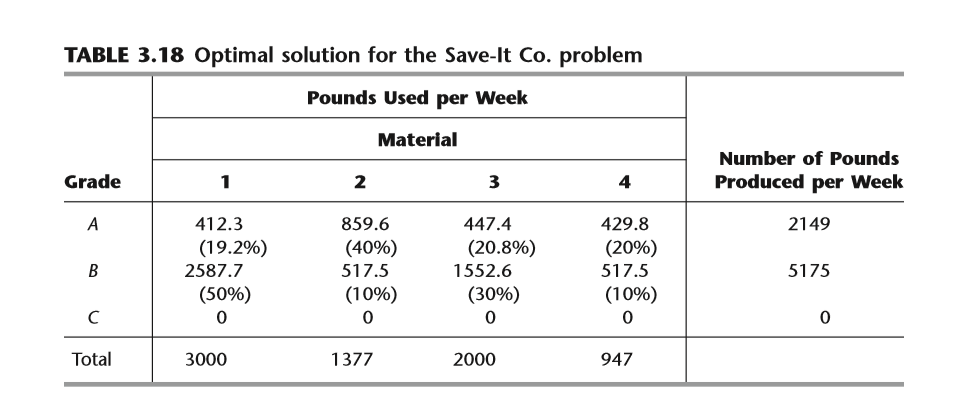 TABLE 3.18 Optimal solution for the Save-It Co. problem
Pounds Used per Week
Material
Number of Pounds
Grade 1 2 3 4 Produced per Week
A 412.3 859.6 447.4 429.8 2149
(19.2%) (40%) (20.8%) (20%)
B 2587.7 517.5 1552.6 517.5 5175
(50%) (10%) (30%) (10%)
C 0 0 0 0 0
Total 3000 1377 2000 947